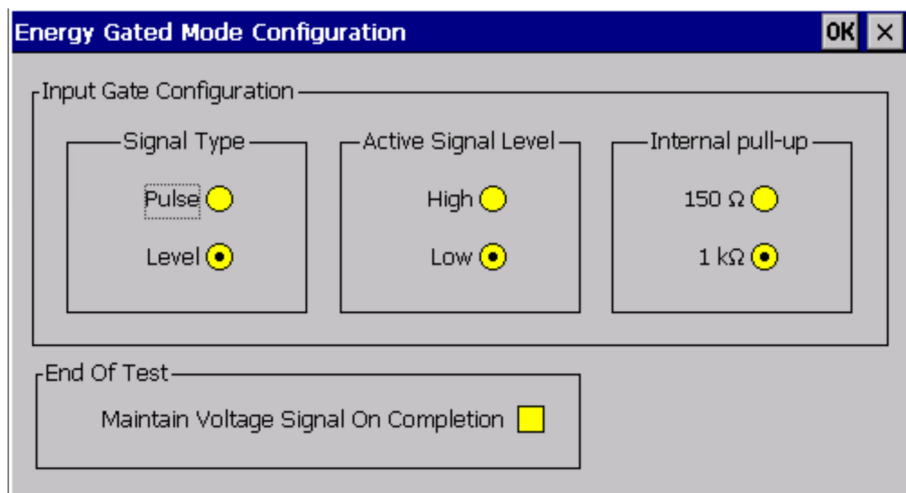 Energy Gated Mode Configuration OK
Input Gate Configuration
Signal Type Active Signal Level Internal pull-up
Pulse High 150 Ω
Level Low 1 kΩ
End Of Test
Maintain Voltage Signal On Completion